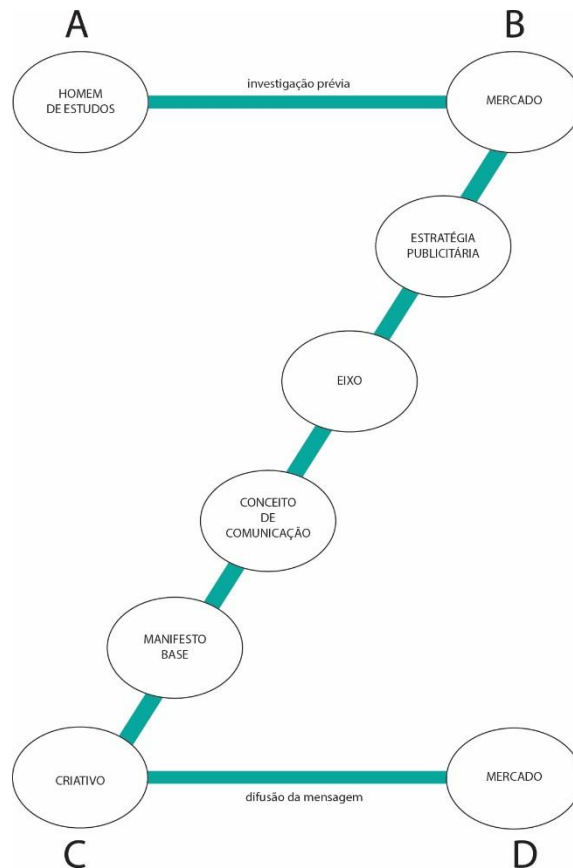 A
B
HOMEM
DE ESTUDOS
investigação prévia
MERCADO
ESTRATÉGIA
PUBLICITÁRIA
EIXO
CONCEITO
DE
COMUNICAÇÃO
MANIFESTO
BASE
CRIATIVO
difusão da mensagem
MERCADO
C
D